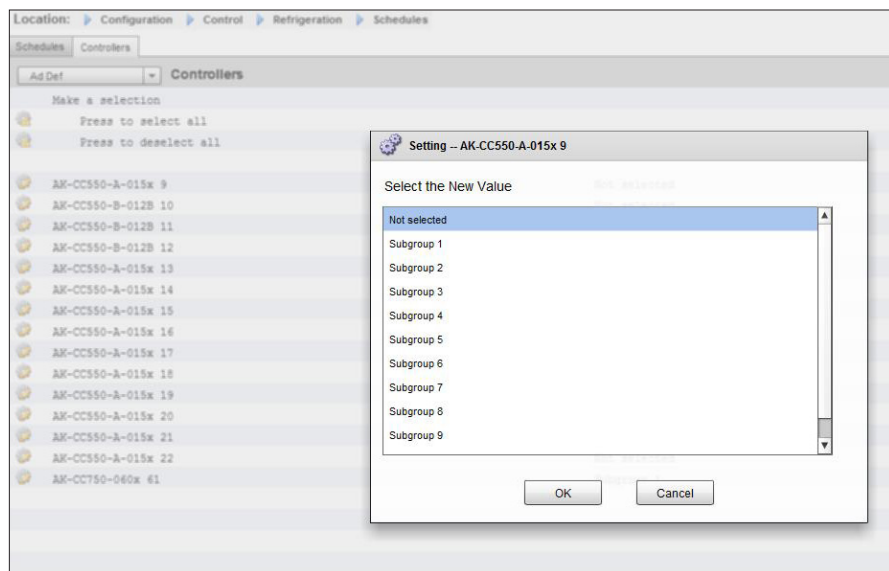 Location: Configuration Control Refrigeration Schedules
Schedules Controllers
Ad Def Controllers
Make a selection
Press to select all
Press to deselect all
AK-CC550-A-015x 9
AK-CC550-B-012B 10
AK-CC550-B-012B 11
AK-CC550-B-012B 12
AK-CC550-A-015x 13
AK-CC550-A-015x 14
AK-CC550-A-015x 15
AK-CC550-A-015x 16
AK-CC550-A-015x 17
AK-CC550-A-015x 18
AK-CC550-A-015x 19
AK-CC550-A-015x 20
AK-CC550-A-015x 21
AK-CC550-A-015x 22
AK-CC750-060x 61
Setting -- AK-CC550-A-015x 9
Select the New Value
Not selected
Not selected
Subgroup 1
Subgroup 2
Subgroup 3
Subgroup 4
Subgroup 5
Subgroup 6
Subgroup 7
Subgroup 8
Subgroup 9
Not selected
OK Cancel